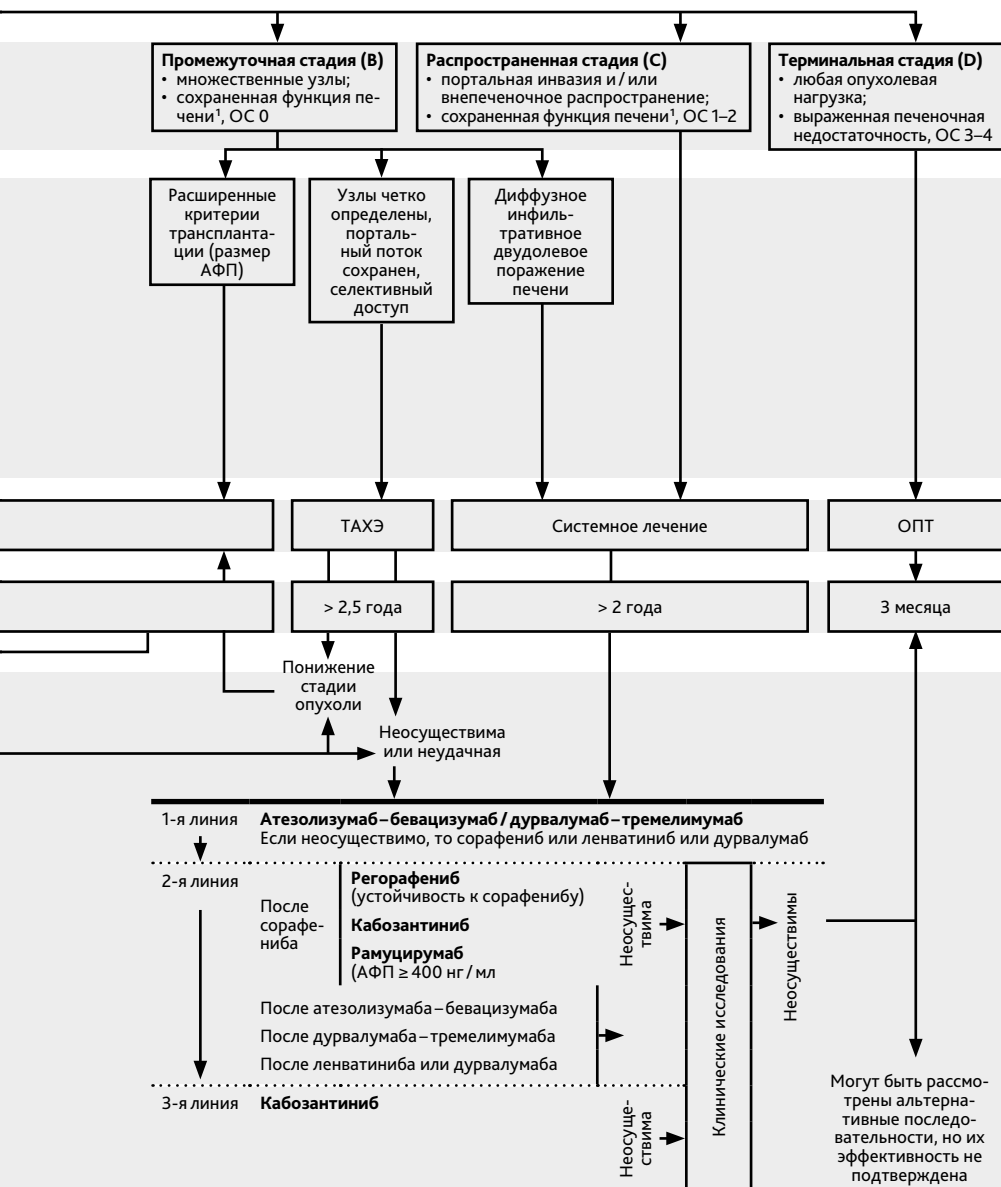 Промежуточная стадия (B)
• множественные узлы;
• сохраненная функция пе-
чени¹, ОС 0
Распространенная стадия (C)
• портальная инвазия и / или
внепеченочное распространение;
• сохраненная функция печени¹, ОС 1–2
Терминальная стадия (D)
• любая опухолевая
нагрузка;
• выраженная печеночная
недостаточность, ОС 3–4
Расширенные
критерии
транспланта-
ции (размер
АФП)
Узлы четко
определены,
порталь-
ный поток
сохранен,
селективный
доступ
Диффузное
инфиль-
тративное
двудолевое
поражение
печени
ТАХЭ
Системное лечение
ОПТ
> 2,5 года
> 2 года
3 месяца
Понижение
стадии
опухоли
Неосуществима
или неудачная
1-я линия
Атезолизумаб – бевацизумаб / дурвалумаб – тремелимумаб
Если неосуществимо, то сорафениб или ленватиниб или дурвалумаб
2-я линия
После
сорафе-
ниба
Регорафениб
(устойчивость к сорафенибу)
Кабозантиниб
Рамуцирумаб
(АФП ≥ 400 нг / мл
Неосущес-
твима
Клинические исследования
Неосуществимы
После атезолизумаба – бевацизумаба
После дурвалумаба – тремелимумаба
После ленватиниба или дурвалумаба
3-я линия
Кабозантиниб
Неосуще-
ствима
Могут быть рассмо-
трены альтерна-
тивные последо-
вательности, но их
эффективность не
подтверждена